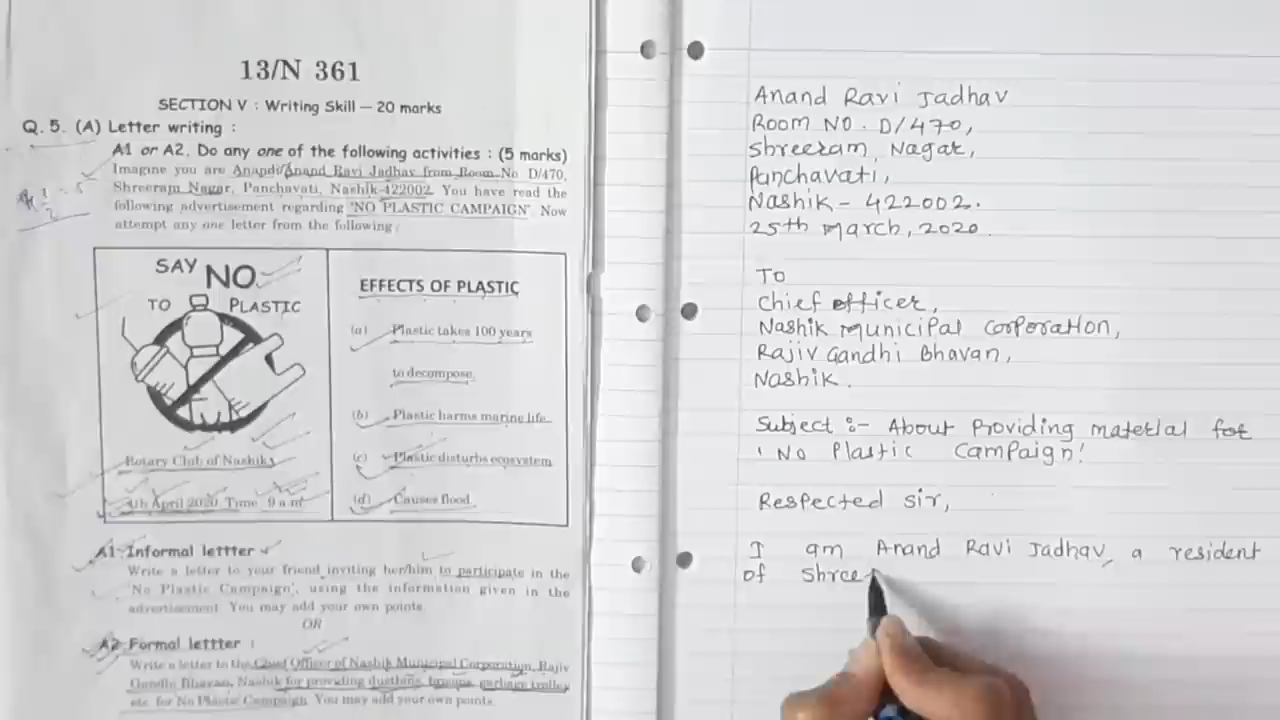 13/N 361
SECTION V : Writing Skill — 20 marks
Q. 5. (A) Letter writing :
A1 or A2. Do any one of the following activities : (5 marks)
Imagine you are Anandi/Anand Ravi Jadhav from Room No D/470,
Shreeram Nagar, Panchavati, Nashik-422002. You have read the
following advertisement regarding 'NO PLASTIC CAMPAIGN'. Now
attempt any one letter from the following :
SAY NO
TO PLASTIC
Rotary Club of Nashik
4th April 2020 Time 9 a.m
EFFECTS OF PLASTIC
(a) Plastic takes 100 years
to decompose.
(b) Plastic harms marine life.
(c) Plastic disturbs ecosystem
(d) Causes flood.
A1. Informal lettter
Write a letter to your friend inviting her/him to participate in the
'No Plastic Campaign', using the information given in the
advertisement. You may add your own points.
OR
A2. Formal lettter :
Write a letter to the Chief Officer of Nashik Municipal Corporation, Rajiv
Gandhi Bhavan, Nashik for providing dustbins, garbage trolley
etc. for No Plastic Campaign. You may add your own points.
Anand Ravi Jadhav
Room No. D/470,
Shreeram Nagar,
Panchavati,
Nashik - 422002.
25th March, 2020.
To
Chief officer,
Nashik municipal corporation,
Rajiv Gandhi Bhavan,
Nashik.
Subject :- About Providing material for
'No Plastic Campaign!
Respected sir,
I am Anand Ravi Jadhav, a resident
of Shree